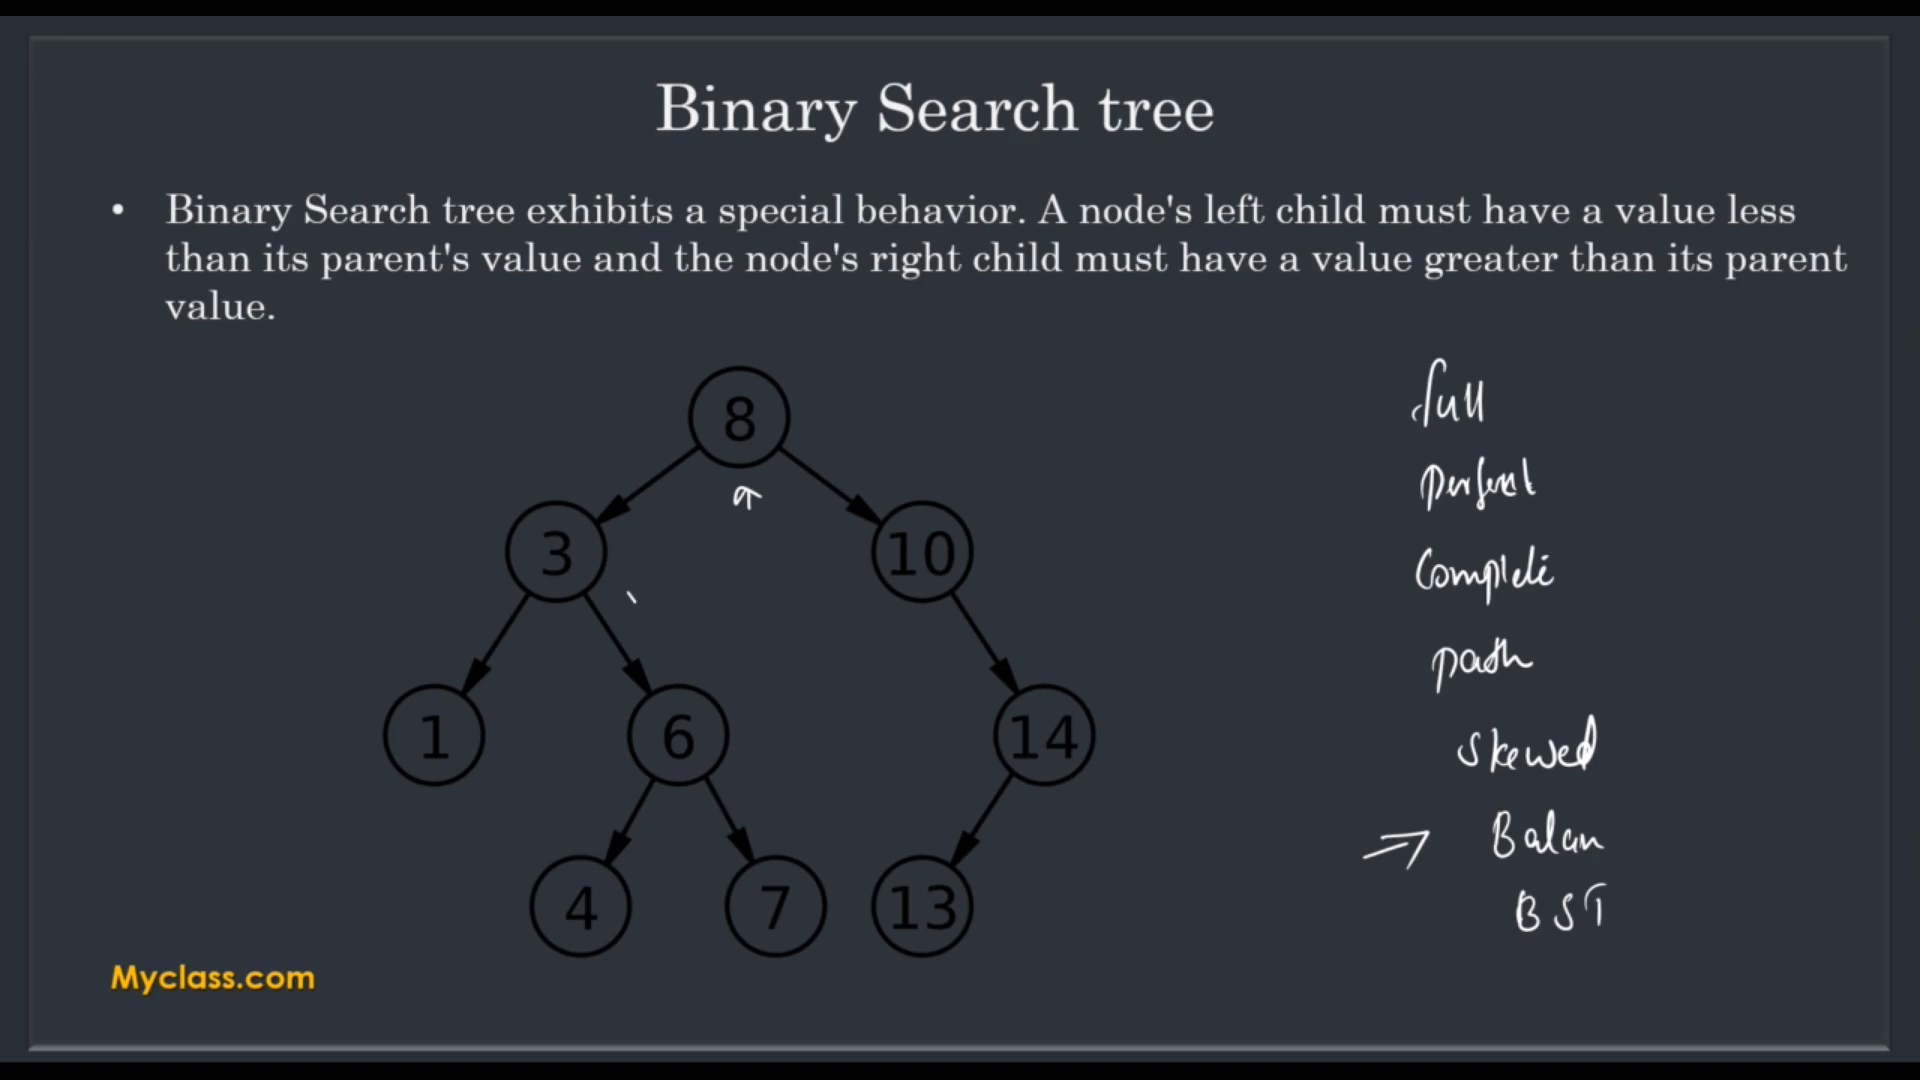 Binary Search tree
• Binary Search tree exhibits a special behavior. A node's left child must have a value less
than its parent's value and the node's right child must have a value greater than its parent
value.
8
3 10
1 6 14
4 7 13
full
perfect
complete
path
skewed
⇒ Balan
BST
Myclass.com